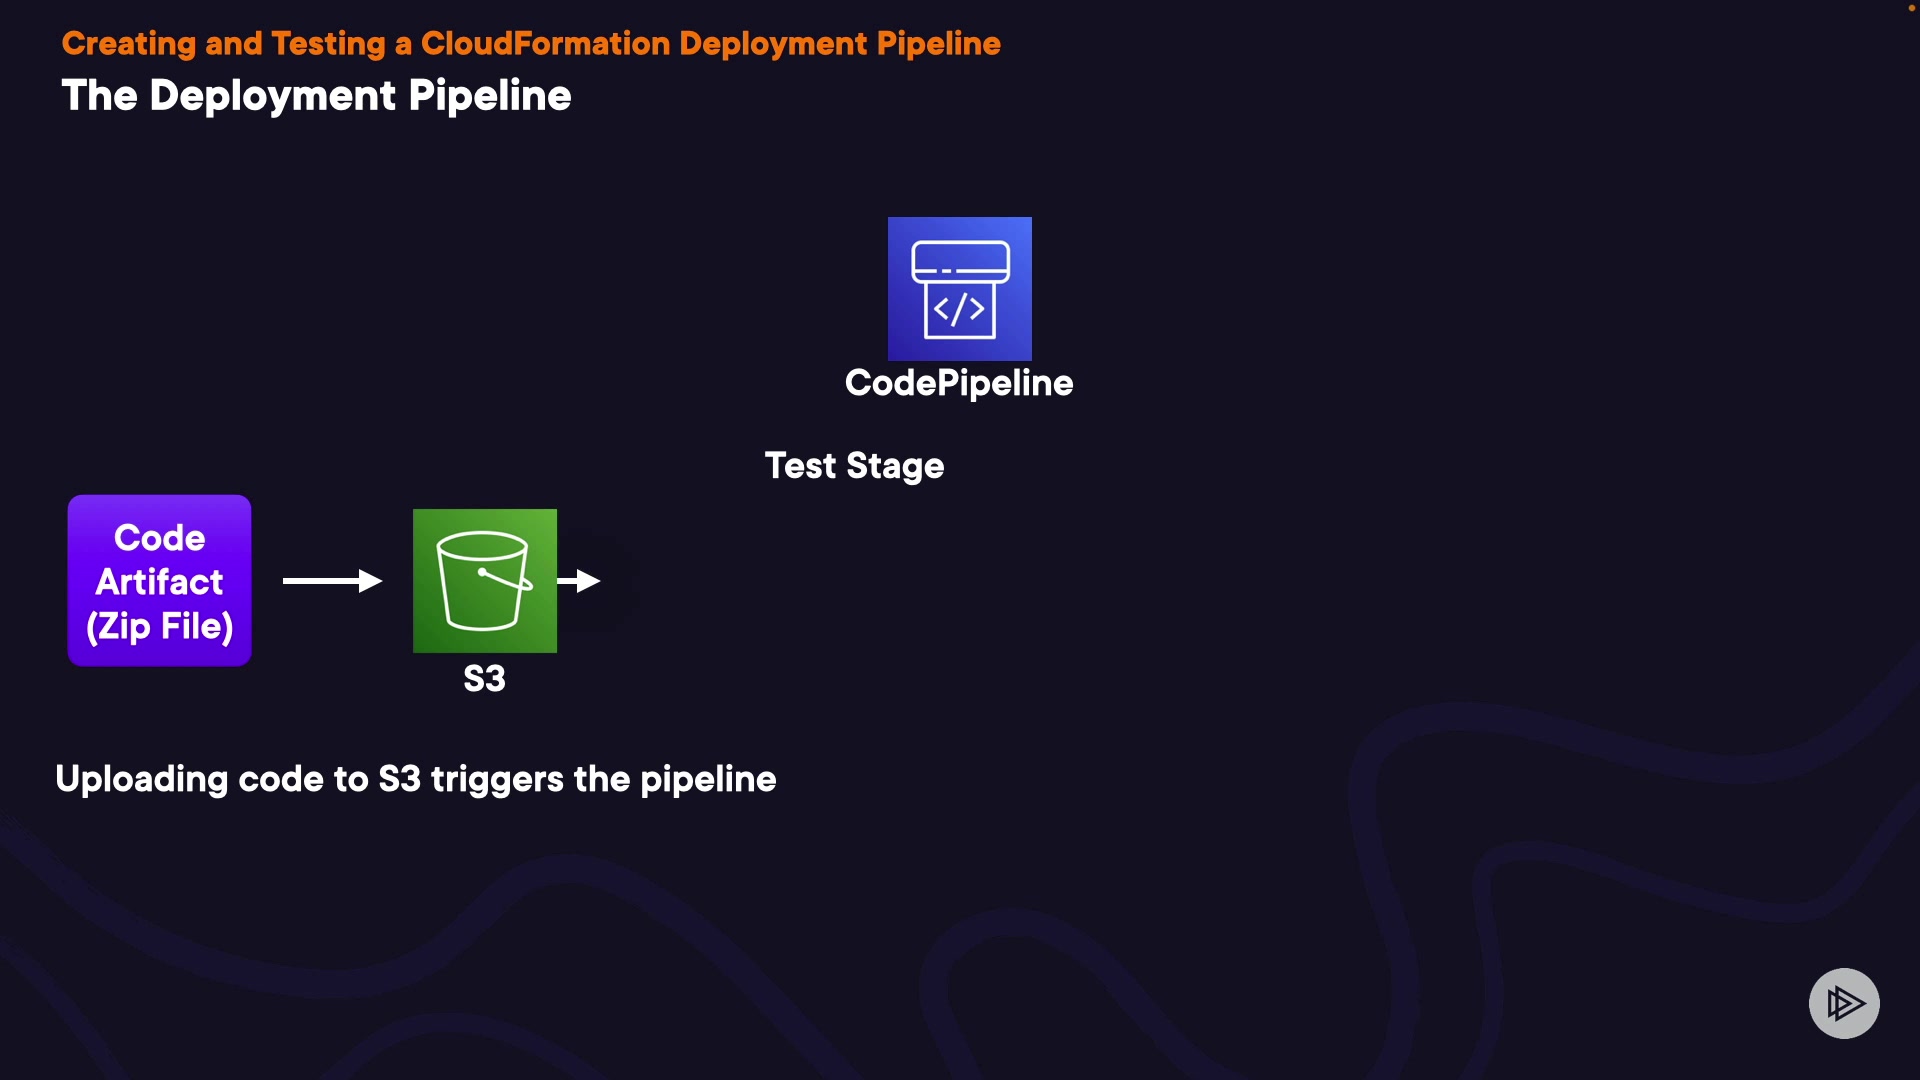 Creating and Testing a CloudFormation Deployment Pipeline
The Deployment Pipeline
</>
CodePipeline
Test Stage
Code
Artifact
(Zip File)
S3
Uploading code to S3 triggers the pipeline